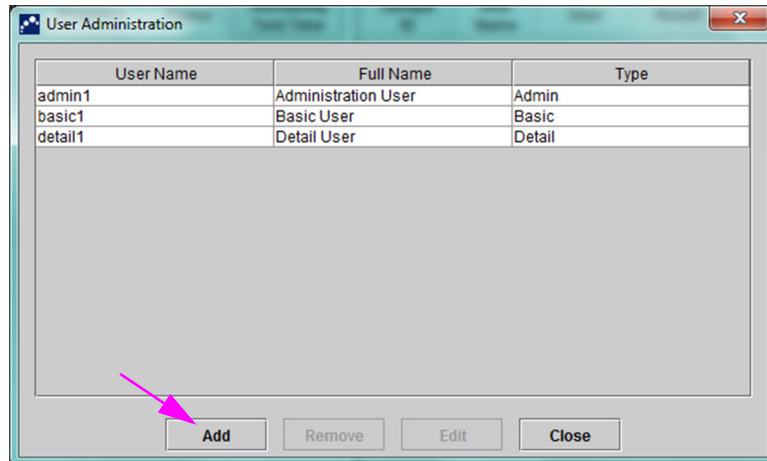 User Administration
User Name Full Name Type
admin1 Administration User Admin
basic1 Basic User Basic
detail1 Detail User Detail
Add Remove Edit Close